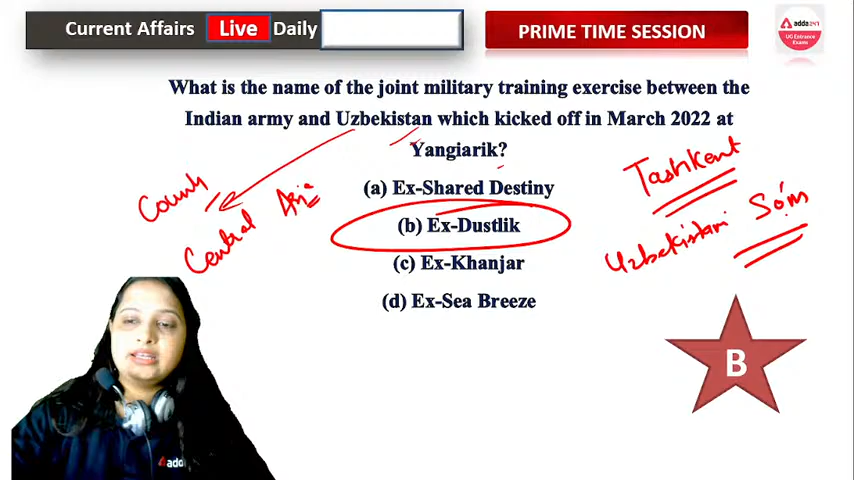 Current Affairs Live Daily
PRIME TIME SESSION
adda247
UG Entrance
Exams
What is the name of the joint military training exercise between the
Indian army and Uzbekistan which kicked off in March 2022 at
Yangiarik?
(a) Ex-Shared Destiny
(b) Ex-Dustlik
(c) Ex-Khanjar
(d) Ex-Sea Breeze
Central Asia
Tashkent
Uzbekistani Som
B
adda